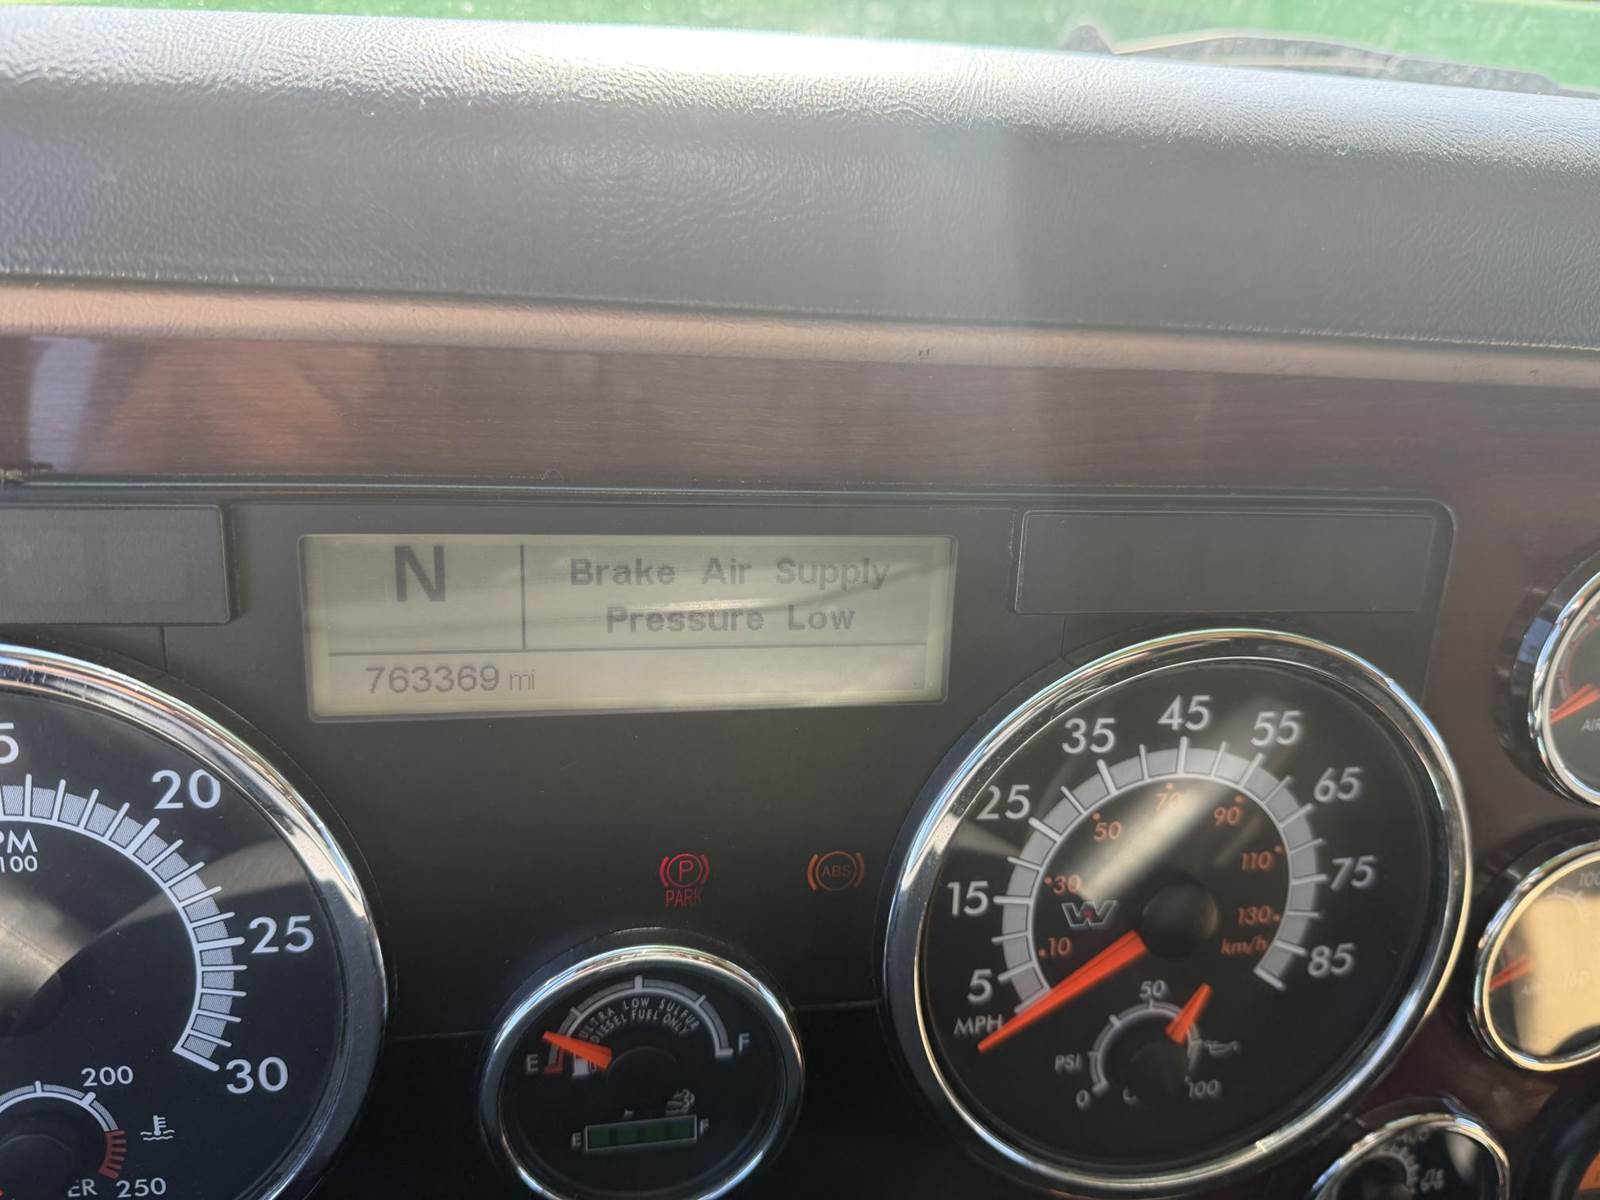 N
Brake Air Supply
Pressure Low
763369 mi
5
20
25
30
100
200
250
PARK
P
ABS
ULTRA LOW SULFUR
DIESEL FUEL ONLY
E
F
E
F
5
15
25
35
45
55
65
75
85
MPH
10
30
50
70
90
110
130
km/h
PSI
0
50
100